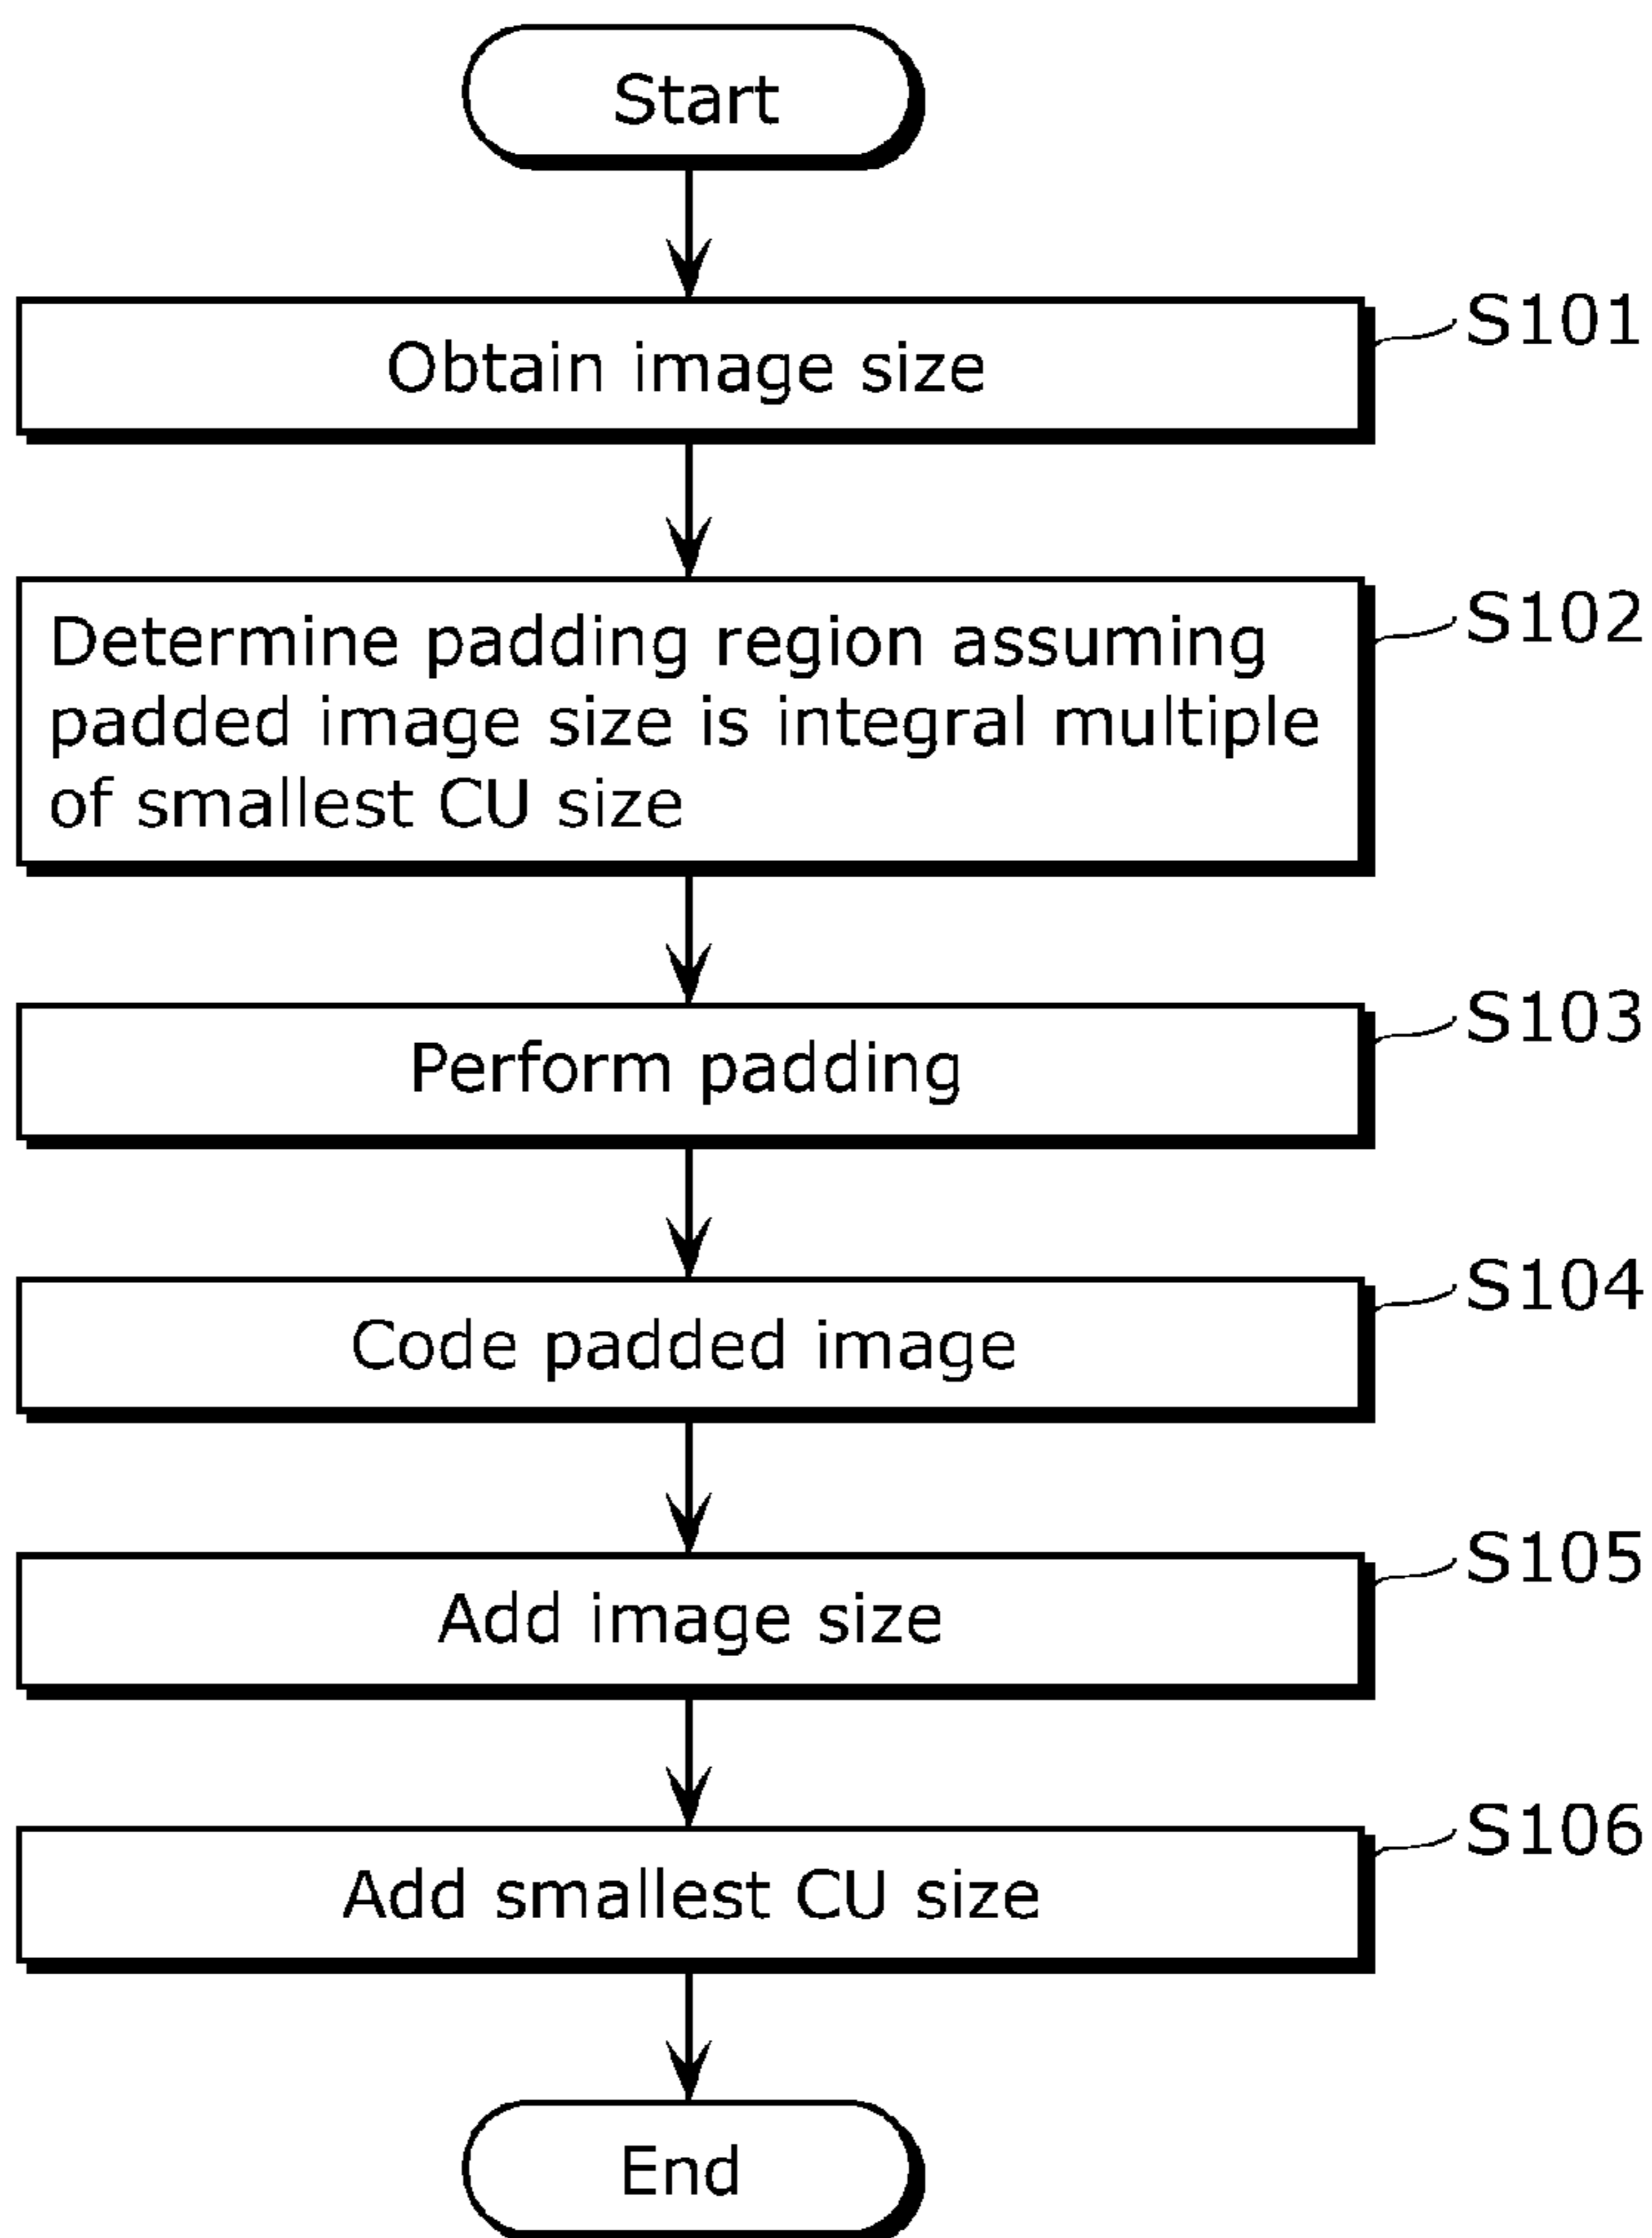 Start
Obtain image size
S101
Determine padding region assuming
padded image size is integral multiple
of smallest CU size
S102
Perform padding
S103
Code padded image
S104
Add image size
S105
Add smallest CU size
S106
End